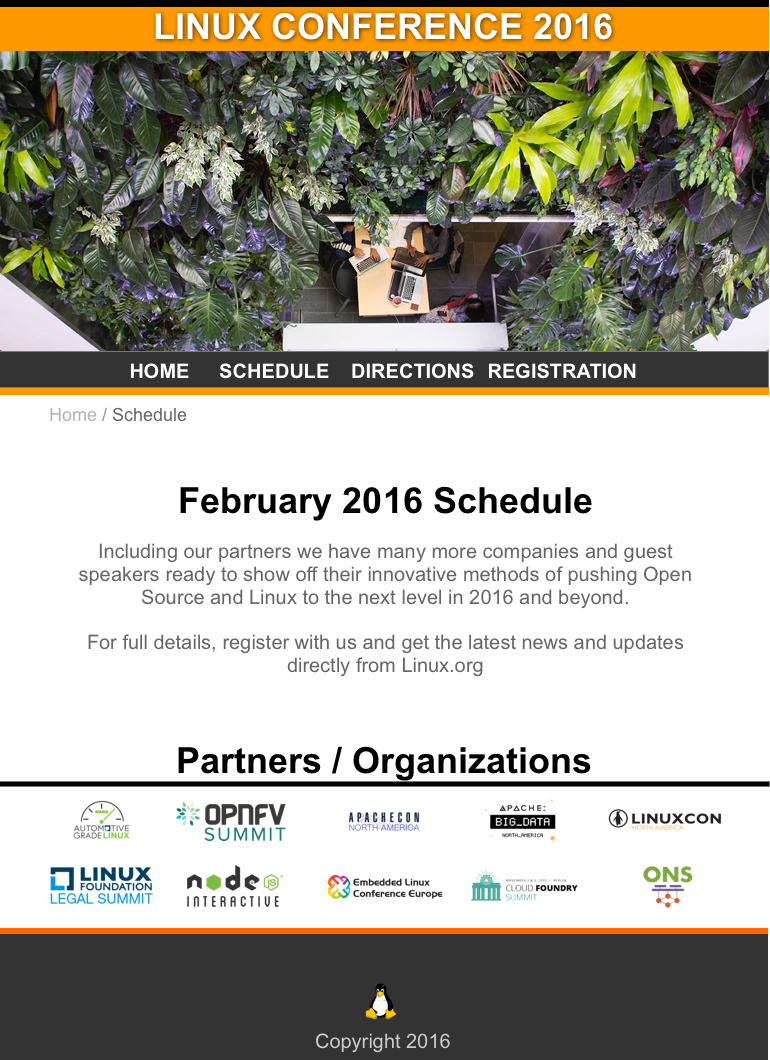 LINUX CONFERENCE 2016
HOME SCHEDULE DIRECTIONS REGISTRATION
Home / Schedule
February 2016 Schedule
Including our partners we have many more companies and guest
speakers ready to show off their innovative methods of pushing Open
Source and Linux to the next level in 2016 and beyond.
For full details, register with us and get the latest news and updates
directly from Linux.org
Partners / Organizations
AUTOMOTIVE
GRADE LINUX
OPNFV
SUMMIT
APACHECON
NORTH AMERICA
APACHE:
BIG_DATA
NORTH_AMERICA
LINUXCON
NORTH AMERICA
LINUX
FOUNDATION
LEGAL SUMMIT
node JS
INTERACTIVE
Embedded Linux
Conference Europe
CLOUD FOUNDRY
SUMMIT
ONS
Copyright 2016